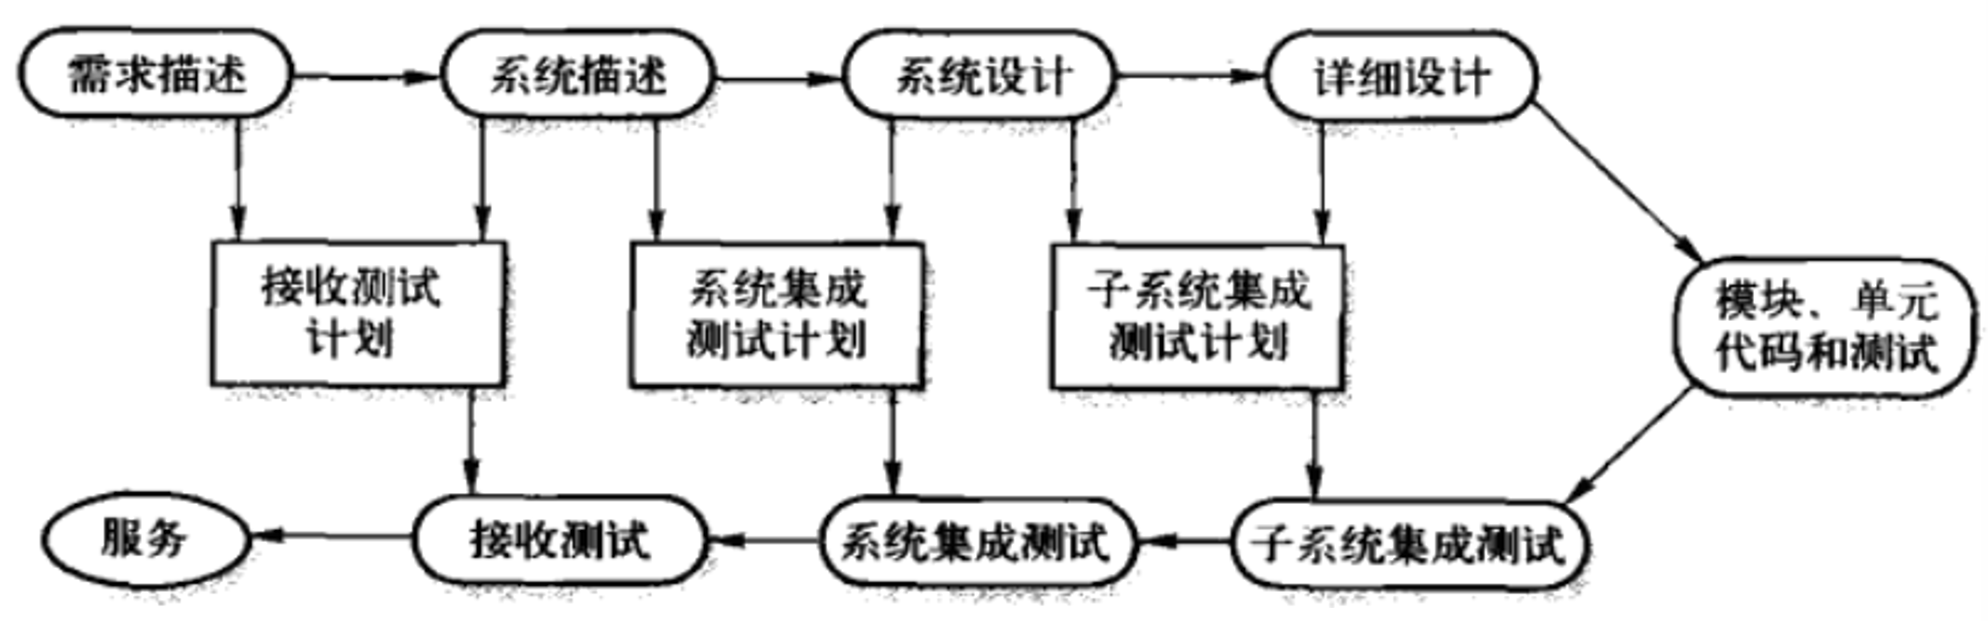 需求描述
系统描述
系统设计
详细设计
接收测试
计划
系统集成
测试计划
子系统集成
测试计划
模块、单元
代码和测试
服务
接收测试
系统集成测试
子系统集成测试